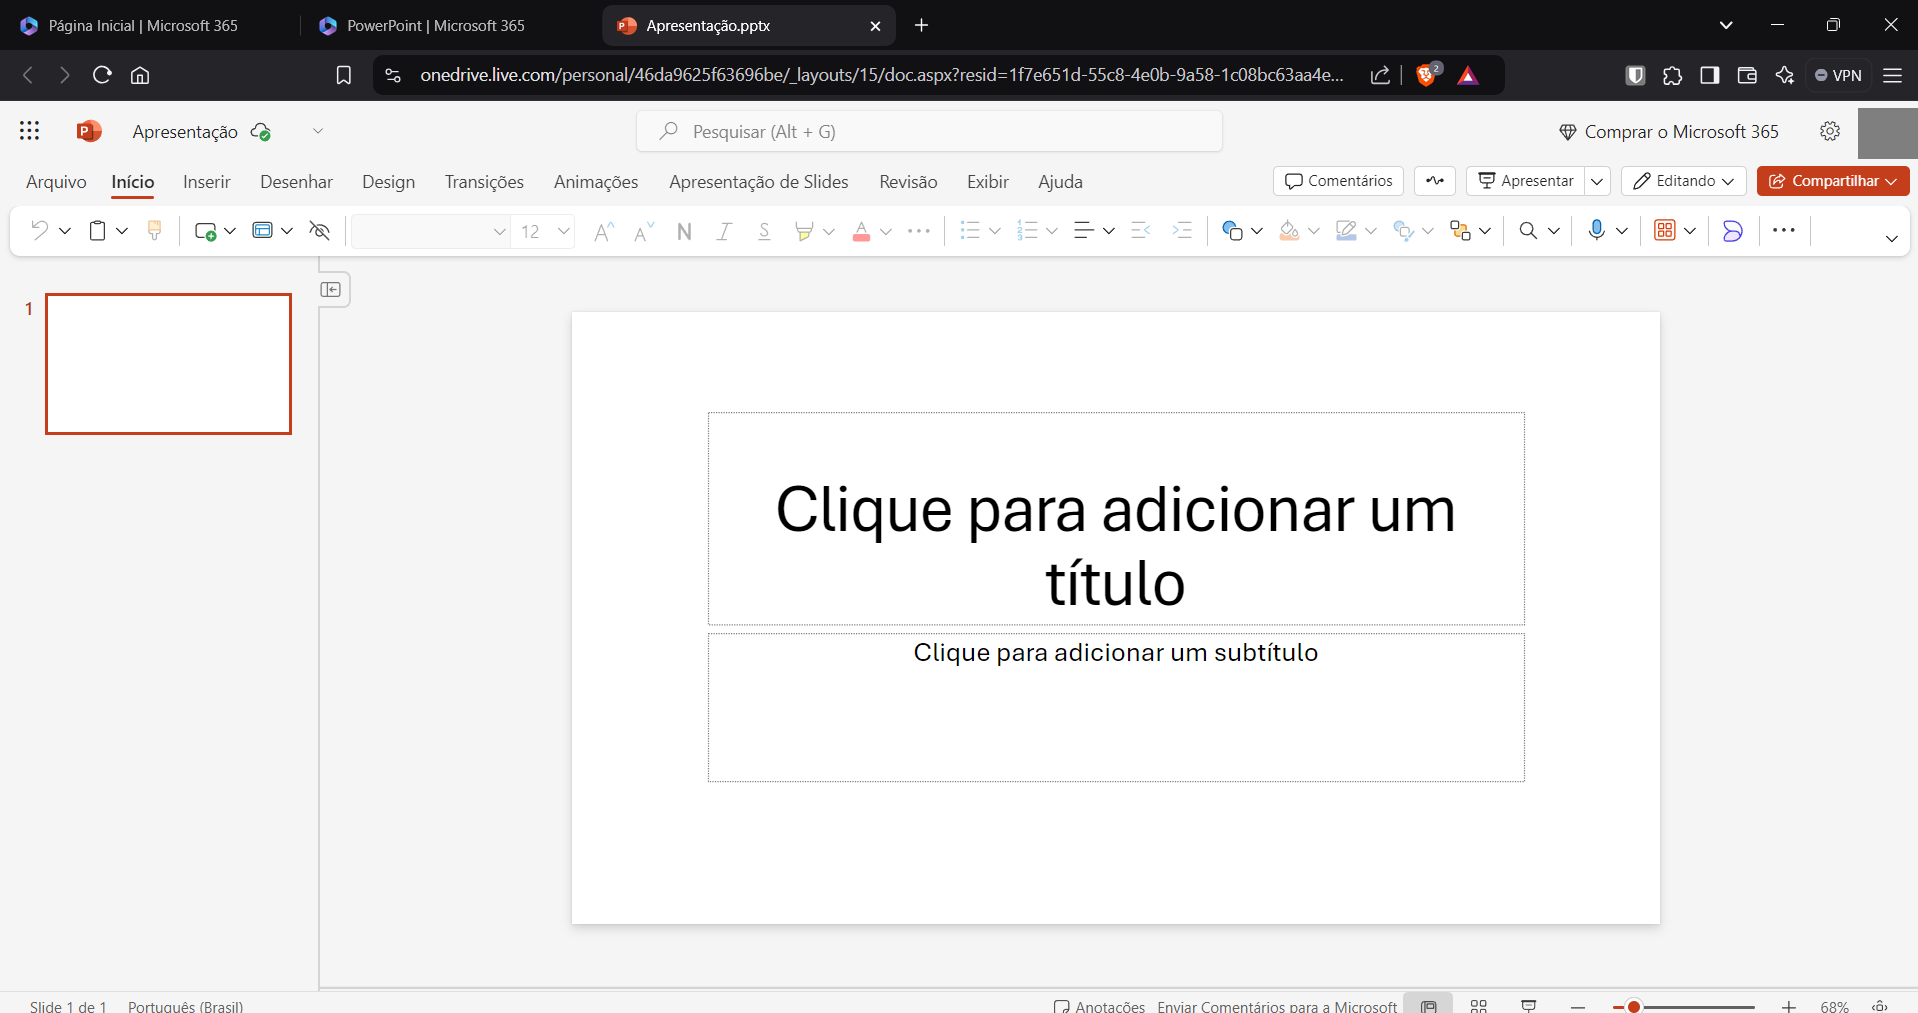 Página Inicial | Microsoft 365
PowerPoint | Microsoft 365
Apresentação.pptx
onedrive.live.com/personal/46da9625f63696be/_layouts/15/doc.aspx?resid=1f7e651d-55c8-4e0b-9a58-1c08bc63aa4e...
2
VPN
P
Apresentação
Pesquisar (Alt + G)
Comprar o Microsoft 365
Arquivo
Início
Inserir
Desenhar
Design
Transições
Animações
Apresentação de Slides
Revisão
Exibir
Ajuda
Comentários
Apresentar
Editando
Compartilhar
12
A
A
N
I
S
A
1
Clique para adicionar um
título
Clique para adicionar um subtítulo
Slide 1 de 1
Português (Brasil)
Anotações
Enviar Comentários para a Microsoft
68%